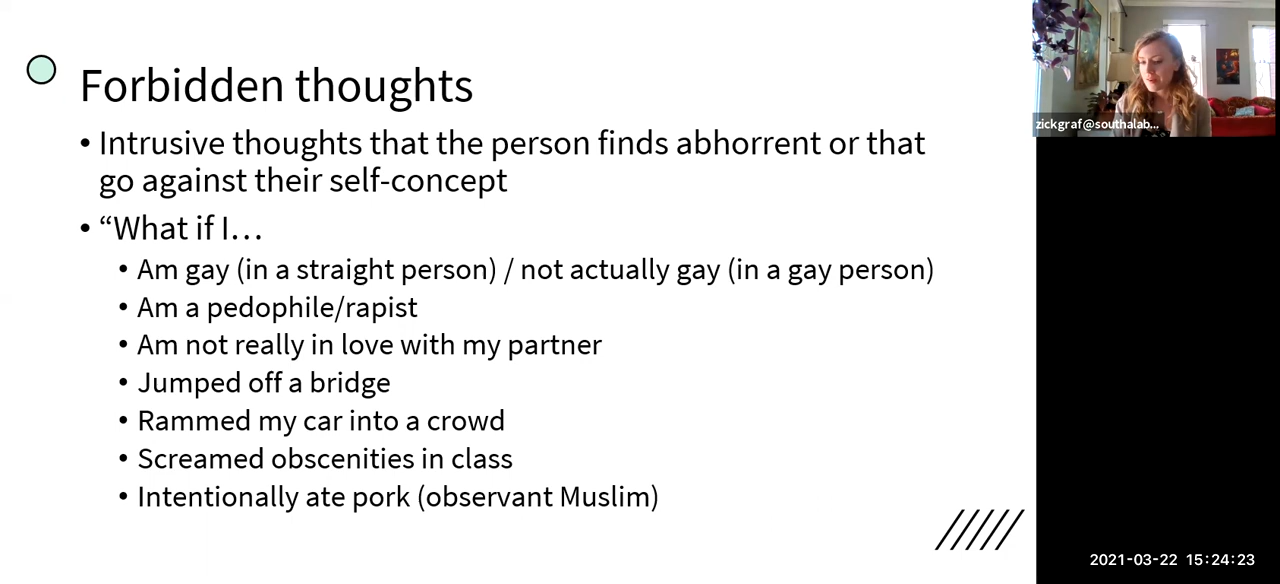 Forbidden thoughts
• Intrusive thoughts that the person finds abhorrent or that
go against their self-concept
• “What if I…
• Am gay (in a straight person) / not actually gay (in a gay person)
• Am a pedophile/rapist
• Am not really in love with my partner
• Jumped off a bridge
• Rammed my car into a crowd
• Screamed obscenities in class
• Intentionally ate pork (observant Muslim)
zickgraf@southalab...
2021-03-22 15:24:23